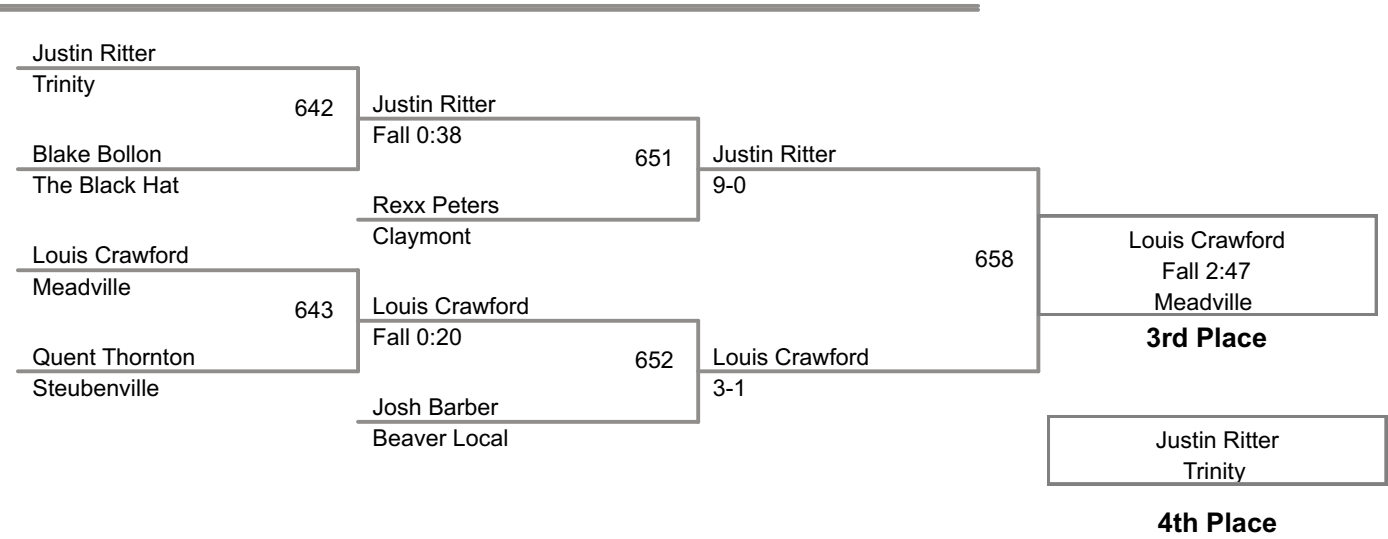 Justin Ritter
Trinity
642
Justin Ritter
Fall 0:38
Blake Bollon
The Black Hat
651
Justin Ritter
9-0
Rexx Peters
Claymont
Louis Crawford
Meadville
658
Louis Crawford
Fall 2:47
Meadville
3rd Place
643
Louis Crawford
Fall 0:20
Quent Thornton
Steubenville
652
Louis Crawford
3-1
Josh Barber
Beaver Local
Justin Ritter
Trinity
4th Place